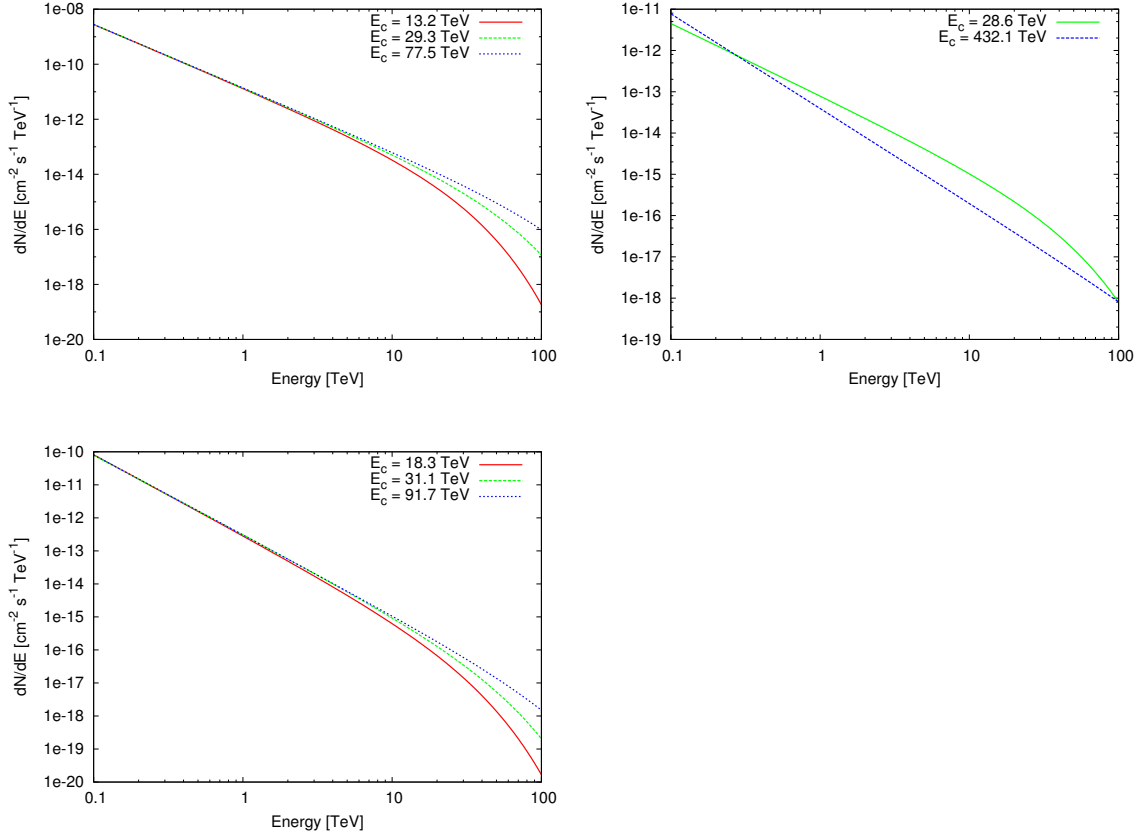 1e-08
1e-10
1e-12
1e-14
1e-16
1e-18
1e-20
dN/dE [cm-2 s-1 TeV-1]
0.1 1 10 100
Energy [TeV]
E_c = 13.2 TeV
E_c = 29.3 TeV
E_c = 77.5 TeV
1e-11
1e-12
1e-13
1e-14
1e-15
1e-16
1e-17
1e-18
1e-19
dN/dE [cm-2 s-1 TeV-1]
0.1 1 10 100
Energy [TeV]
E_c = 28.6 TeV
E_c = 432.1 TeV
1e-10
1e-11
1e-12
1e-13
1e-14
1e-15
1e-16
1e-17
1e-18
1e-19
1e-20
dN/dE [cm-2 s-1 TeV-1]
0.1 1 10 100
Energy [TeV]
E_c = 18.3 TeV
E_c = 31.1 TeV
E_c = 91.7 TeV